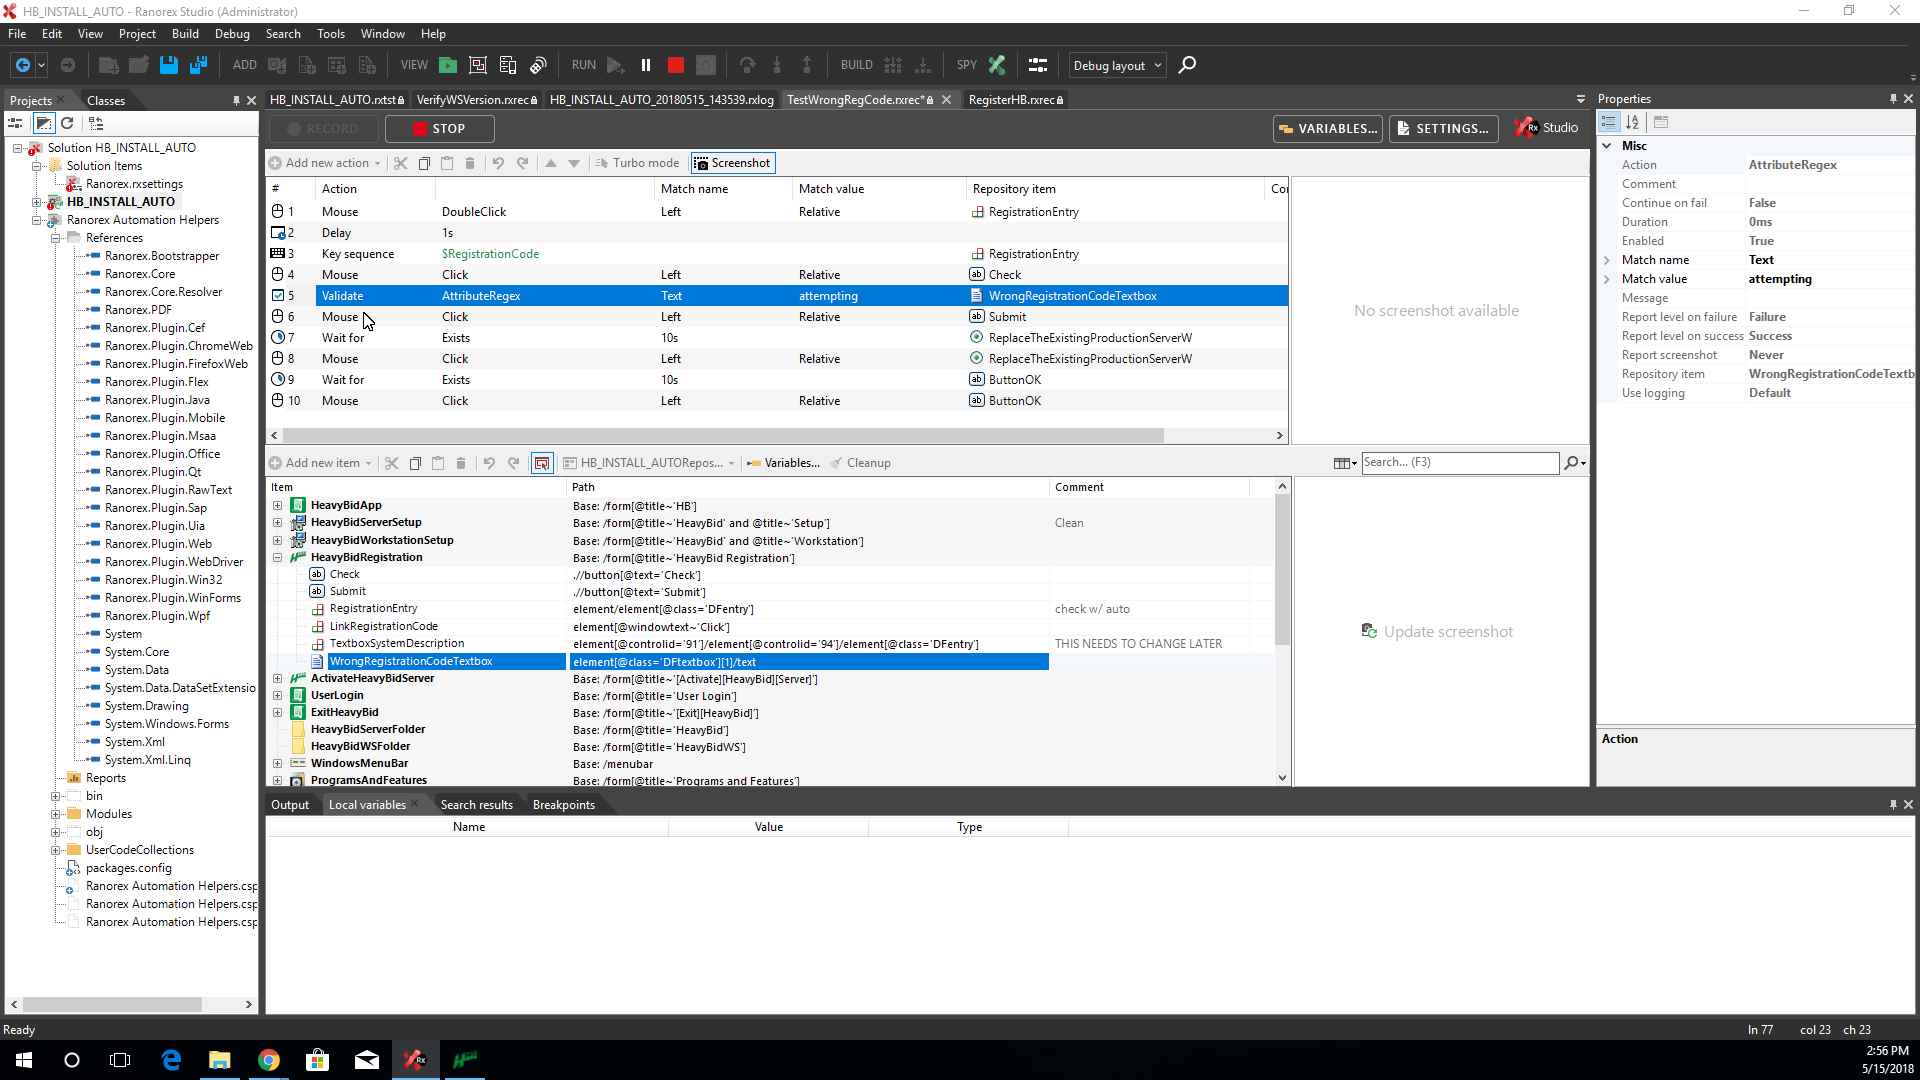 HB_INSTALL_AUTO - Ranorex Studio (Administrator)
File Edit View Project Build Debug Search Tools Window Help
ADD VIEW RUN BUILD SPY Debug layout
Projects Classes
HB_INSTALL_AUTO.rxtst VerifyWSVersion.rxrec HB_INSTALL_AUTO_20180515_143539.rxlog TestWrongRegCode.rxrec* RegisterHB.rxrec
RECORD STOP VARIABLES... SETTINGS... Rx Studio
Add new action Turbo mode Screenshot
# Action Match name Match value Repository item Co
1 Mouse DoubleClick Left Relative RegistrationEntry
2 Delay 1s
3 Key sequence $RegistrationCode RegistrationEntry
4 Mouse Click Left Relative Check
5 Validate AttributeRegex Text attempting WrongRegistrationCodeTextbox
6 Mouse Click Left Relative Submit
7 Wait for Exists 10s ReplaceTheExistingProductionServerW
8 Mouse Click Left Relative ReplaceTheExistingProductionServerW
9 Wait for Exists 10s ButtonOK
10 Mouse Click Left Relative ButtonOK
No screenshot available
Solution HB_INSTALL_AUTO
Solution Items
Ranorex.rxsettings
HB_INSTALL_AUTO
Ranorex Automation Helpers
References
Ranorex.Bootstrapper
Ranorex.Core
Ranorex.Core.Resolver
Ranorex.PDF
Ranorex.Plugin.Cef
Ranorex.Plugin.ChromeWeb
Ranorex.Plugin.FirefoxWeb
Ranorex.Plugin.Flex
Ranorex.Plugin.Java
Ranorex.Plugin.Mobile
Ranorex.Plugin.Msaa
Ranorex.Plugin.Office
Ranorex.Plugin.Qt
Ranorex.Plugin.RawText
Ranorex.Plugin.Sap
Ranorex.Plugin.Uia
Ranorex.Plugin.Web
Ranorex.Plugin.WebDriver
Ranorex.Plugin.Win32
Ranorex.Plugin.WinForms
Ranorex.Plugin.Wpf
System
System.Core
System.Data
System.Data.DataSetExtensio
System.Drawing
System.Windows.Forms
System.Xml
System.Xml.Linq
Reports
bin
Modules
obj
UserCodeCollections
packages.config
Ranorex Automation Helpers.csp
Ranorex Automation Helpers.csp
Ranorex Automation Helpers.csp
Add new item HB_INSTALL_AUTORepos... Variables... Cleanup Search... (F3)
Item Path Comment
HeavyBidApp Base: /form[@title~'HB']
HeavyBidServerSetup Base: /form[@title~'HeavyBid' and @title~'Setup'] Clean
HeavyBidWorkstationSetup Base: /form[@title~'HeavyBid' and @title~'Workstation']
HeavyBidRegistration Base: /form[@title~'HeavyBid Registration']
Check .//button[@text='Check']
Submit .//button[@text='Submit']
RegistrationEntry element/element[@class='DFentry'] check w/ auto
LinkRegistrationCode element[@windowtext~'Click']
TextboxSystemDescription element[@controlid='91']/element[@controlid='94']/element[@class='DFentry'] THIS NEEDS TO CHANGE LATER
WrongRegistrationCodeTextbox element[@class='DFtextbox'][1]/text
ActivateHeavyBidServer Base: /form[@title~'[Activate][HeavyBid][Server]']
UserLogin Base: /form[@title='User Login']
ExitHeavyBid Base: /form[@title~'[Exit][HeavyBid]']
HeavyBidServerFolder Base: /form[@title='HeavyBid']
HeavyBidWSFolder Base: /form[@title='HeavyBidWS']
WindowsMenuBar Base: /menubar
ProgramsAndFeatures Base: /form[@title~'Programs and Features']
Update screenshot
Properties
Misc
Action AttributeRegex
Comment
Continue on fail False
Duration 0ms
Enabled True
Match name Text
Match value attempting
Message
Report level on failure Failure
Report level on success Success
Report screenshot Never
Repository item WrongRegistrationCodeTextb
Use logging Default
Action
Output Local variables Search results Breakpoints
Name Value Type
Ready ln 77 col 23 ch 23
2:56 PM
5/15/2018